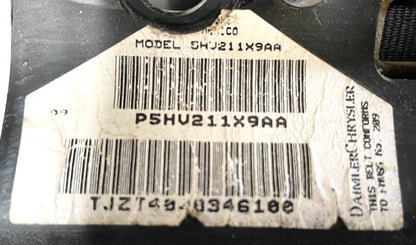 MODEL 5HV211X9AA
P5HV211X9AA
DAIMLERCHRYSLER
THIS BELT CONFORMS
TO FMVSS No. 209